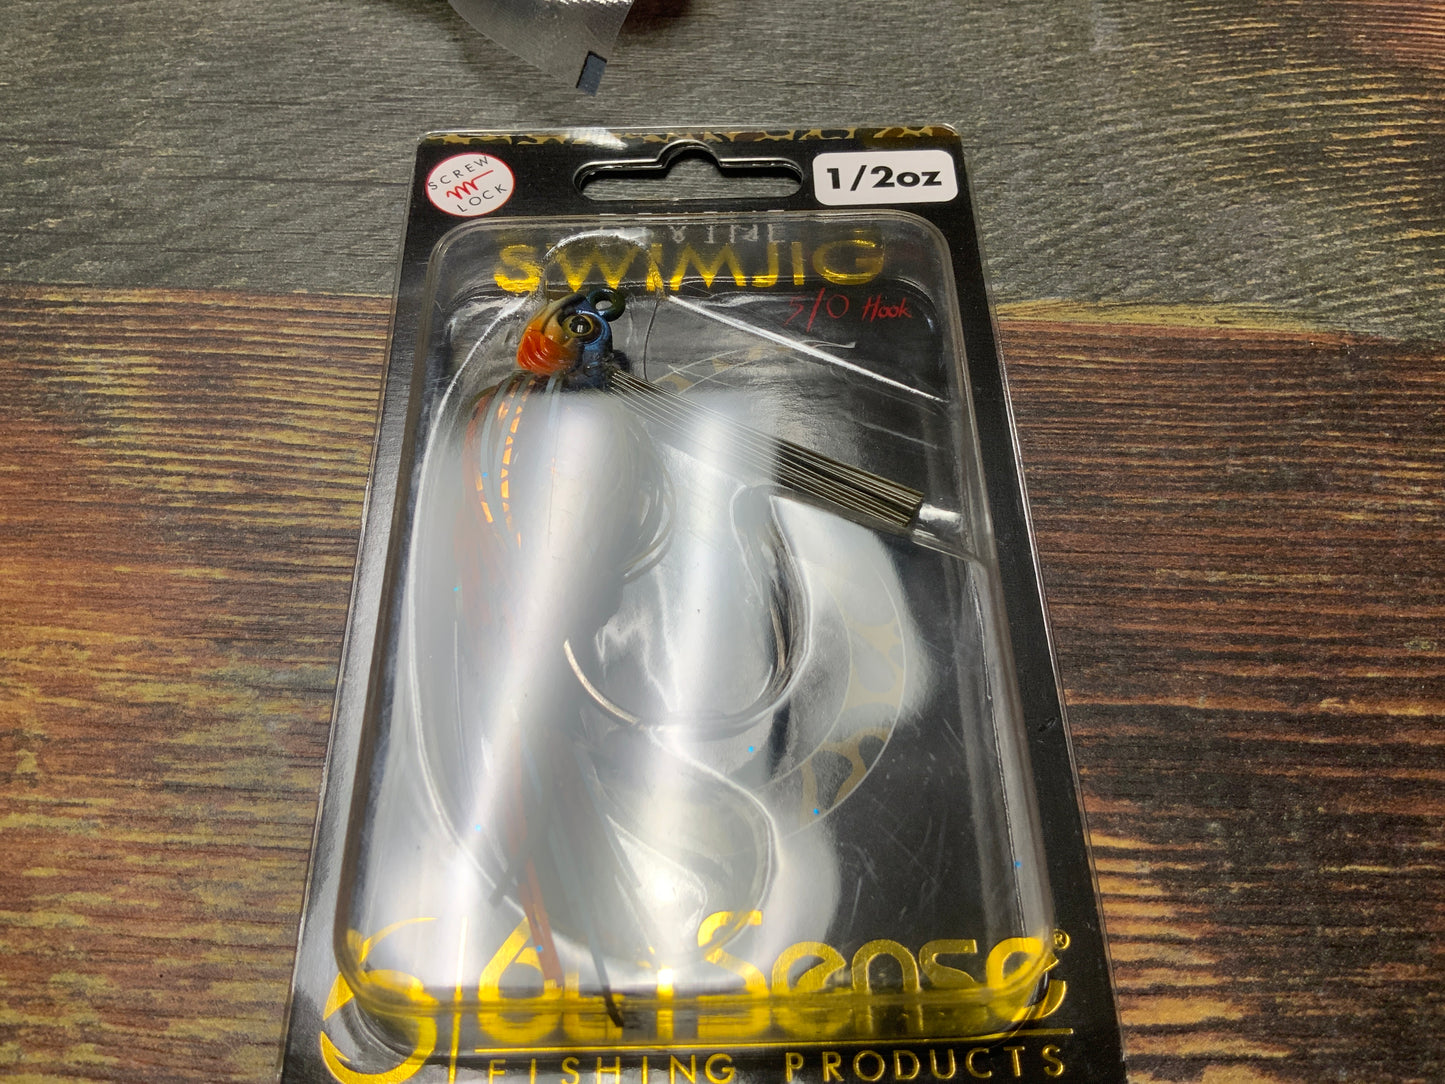 SCREW
LOCK
1/2oz
SWIMJIG
5/0 Hook
6th Sense®
FISHING PRODUCTS